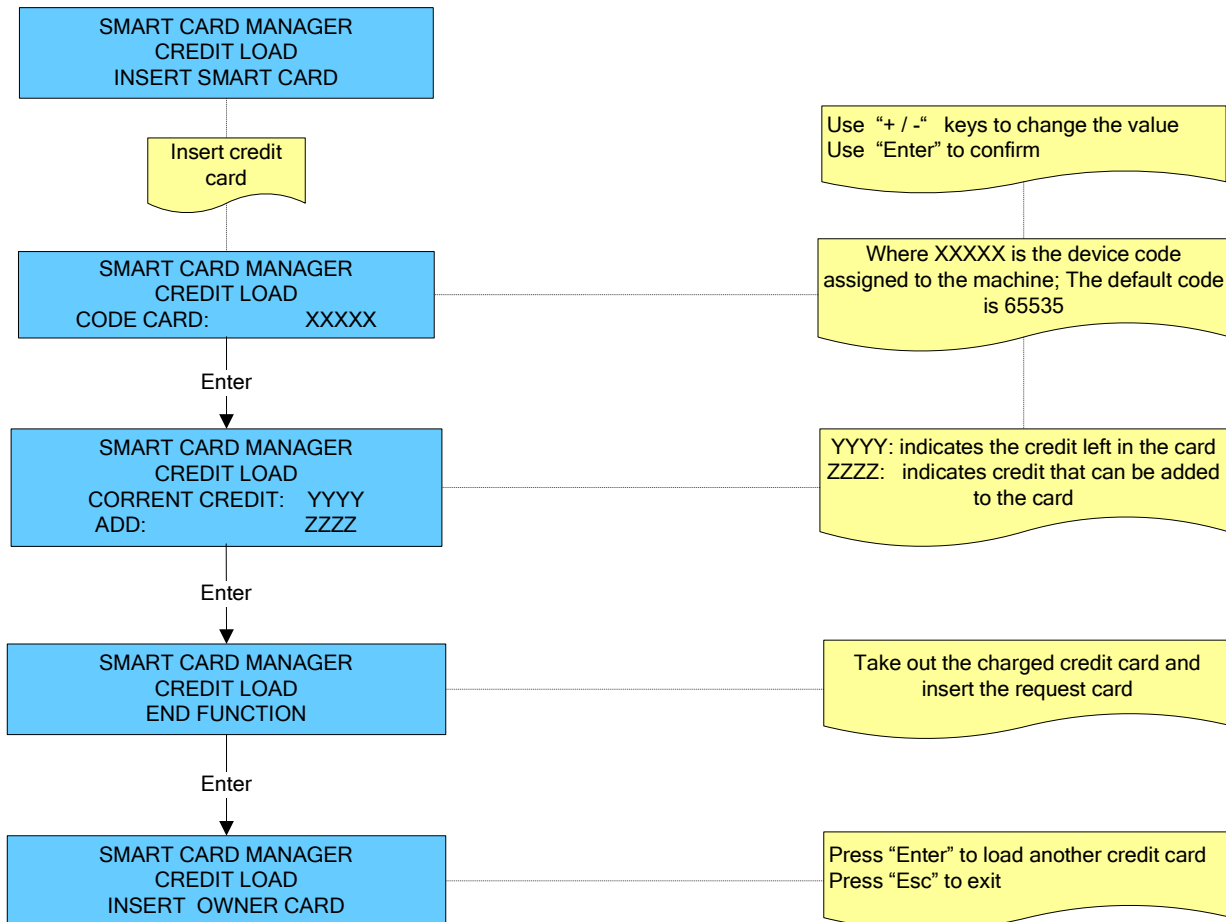 SMART CARD MANAGER
CREDIT LOAD
INSERT SMART CARD
Insert credit
card
Use “+ / -“ keys to change the value
Use “Enter” to confirm
SMART CARD MANAGER
CREDIT LOAD
CODE CARD: XXXXX
Where XXXXX is the device code
assigned to the machine; The default code
is 65535
Enter
SMART CARD MANAGER
CREDIT LOAD
CORRENT CREDIT: YYYY
ADD: ZZZZ
YYYY: indicates the credit left in the card
ZZZZ: indicates credit that can be added
to the card
Enter
SMART CARD MANAGER
CREDIT LOAD
END FUNCTION
Take out the charged credit card and
insert the request card
Enter
SMART CARD MANAGER
CREDIT LOAD
INSERT OWNER CARD
Press “Enter” to load another credit card
Press “Esc” to exit